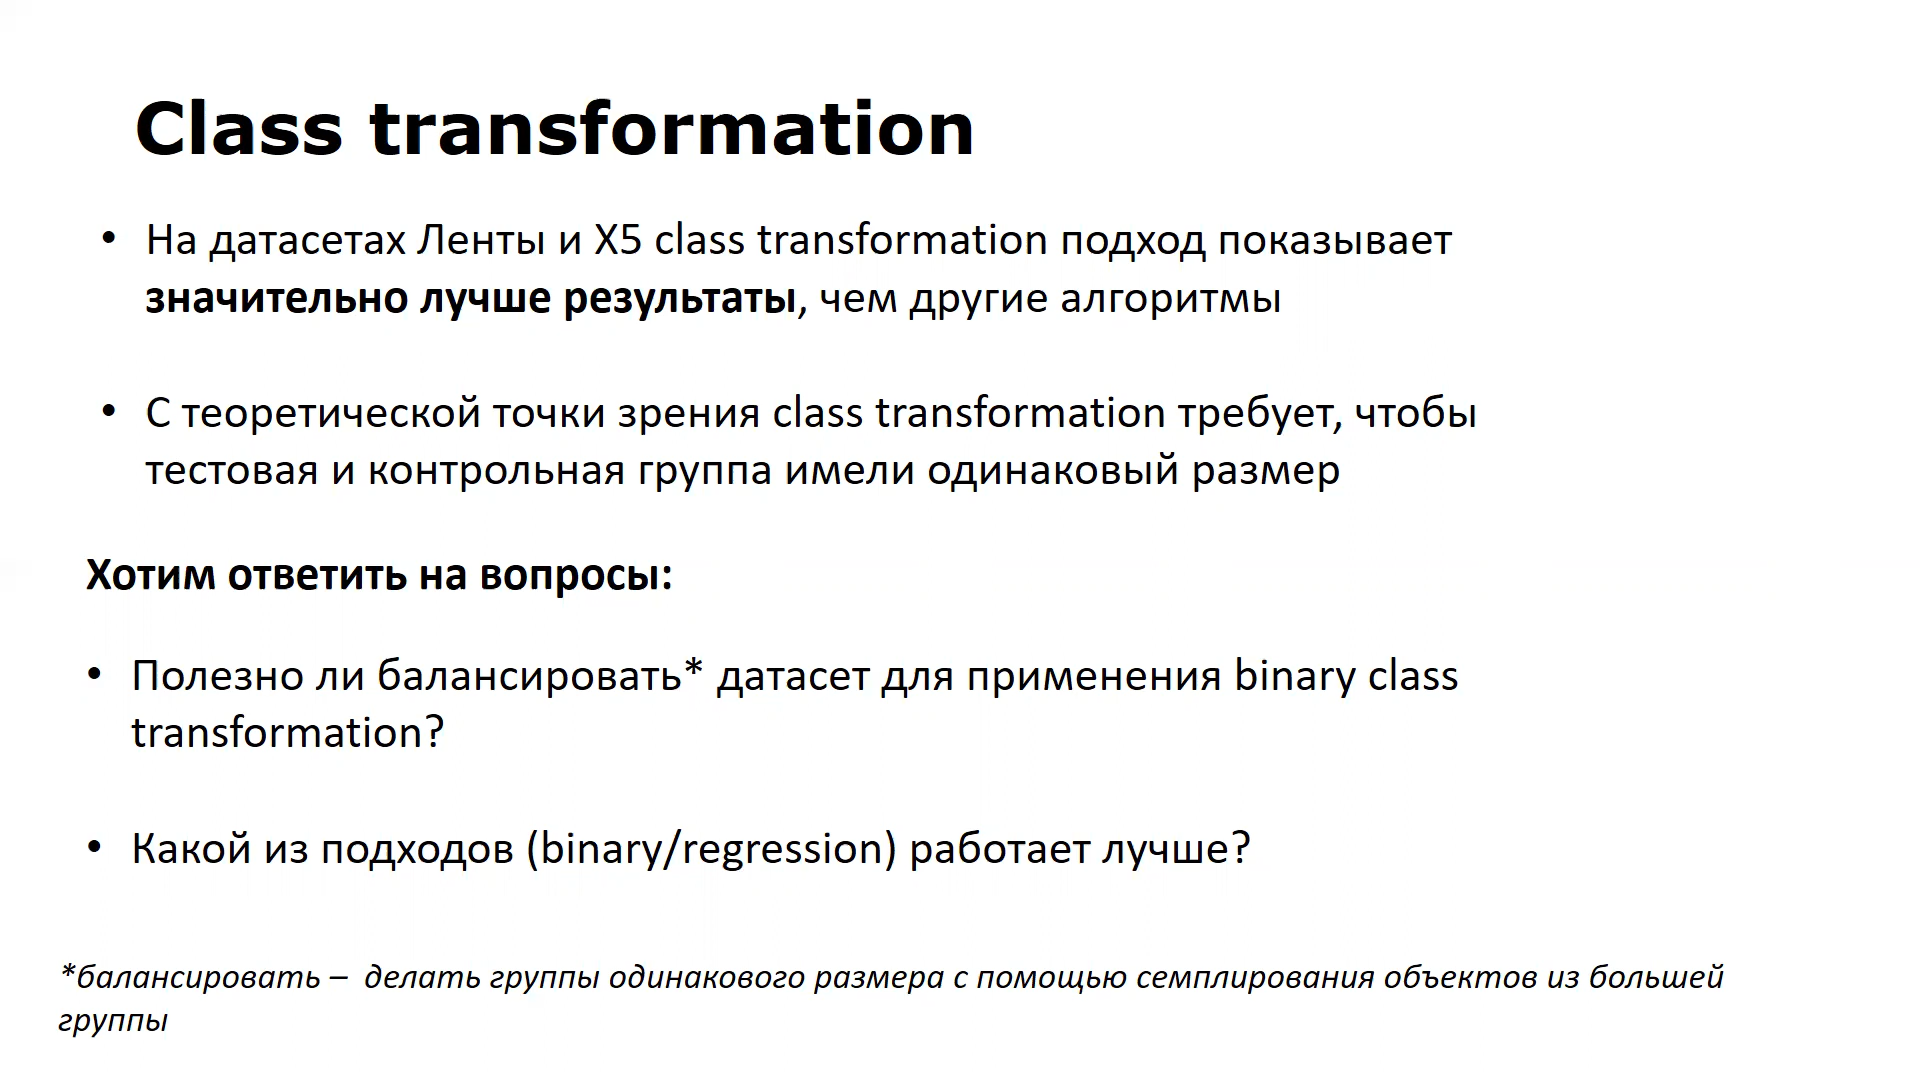 Class transformation
• На датасетах Ленты и X5 class transformation подход показывает
значительно лучше результаты, чем другие алгоритмы
• С теоретической точки зрения class transformation требует, чтобы
тестовая и контрольная группа имели одинаковый размер
Хотим ответить на вопросы:
• Полезно ли балансировать* датасет для применения binary class
transformation?
• Какой из подходов (binary/regression) работает лучше?
*балансировать – делать группы одинакового размера с помощью семплирования объектов из большей
группы